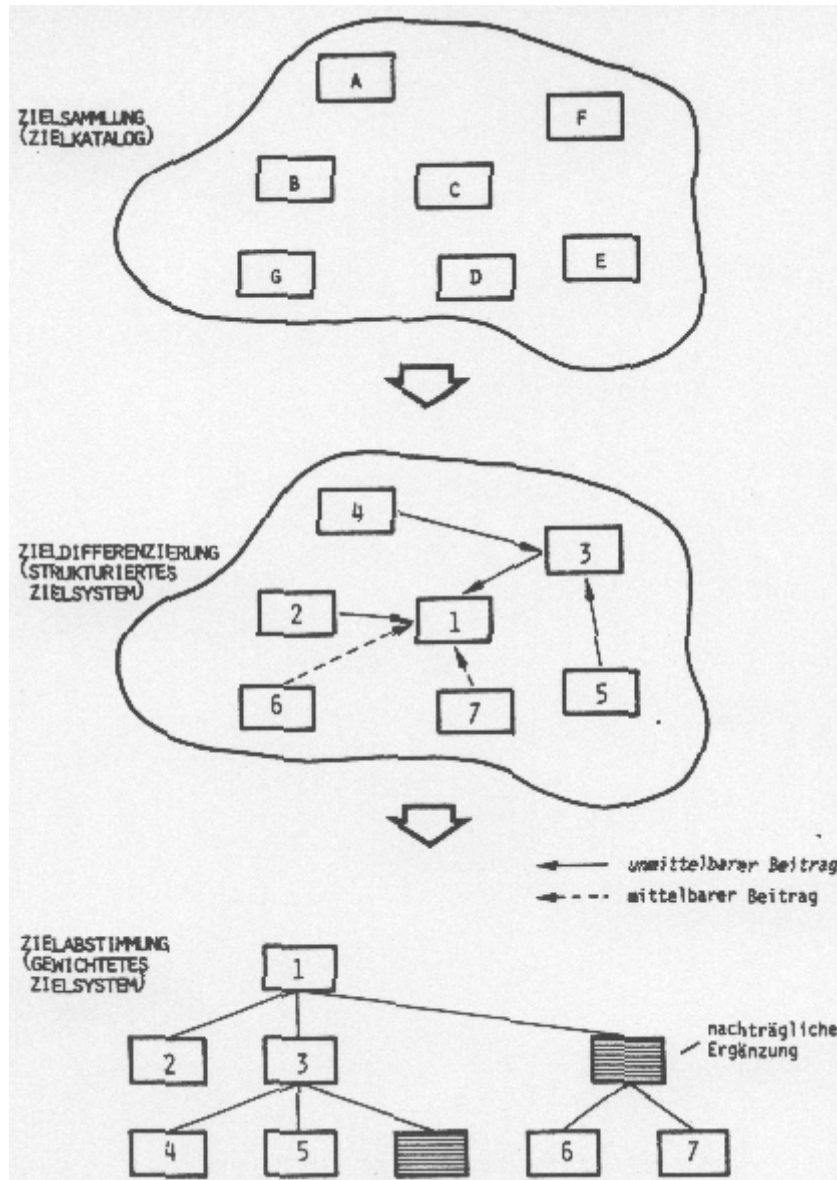 A
F
ZIELSAMMLUNG
(ZIELKATALOG)
B
C
G
D
E
4
3
ZIELDIFFERENZIERUNG
(STRUKTURIERTES
ZIELSYSTEM)
2
1
6
7
5
unmittelbarer Beitrag
mittelbarer Beitrag
ZIELABSTIMMUNG
(GEWICHTETES
ZIELSYSTEM)
1
nachträgliche
Ergänzung
2
3
4
5
6
7